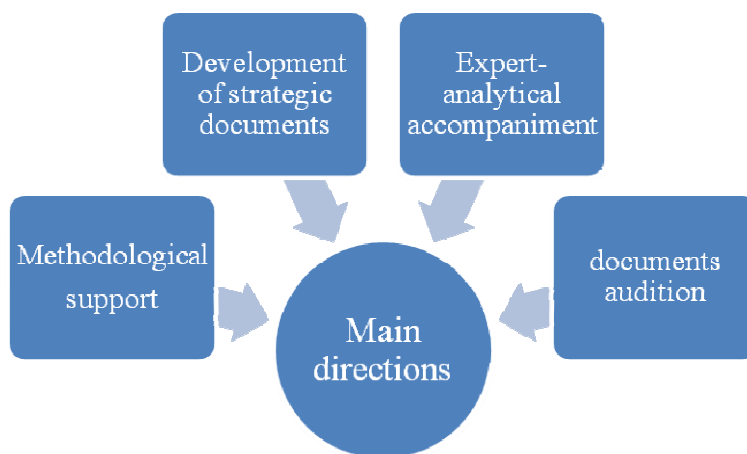 Development
of strategic
documents
Expert-
analytical
accompaniment
Methodological
support
documents
audition
Main
directions